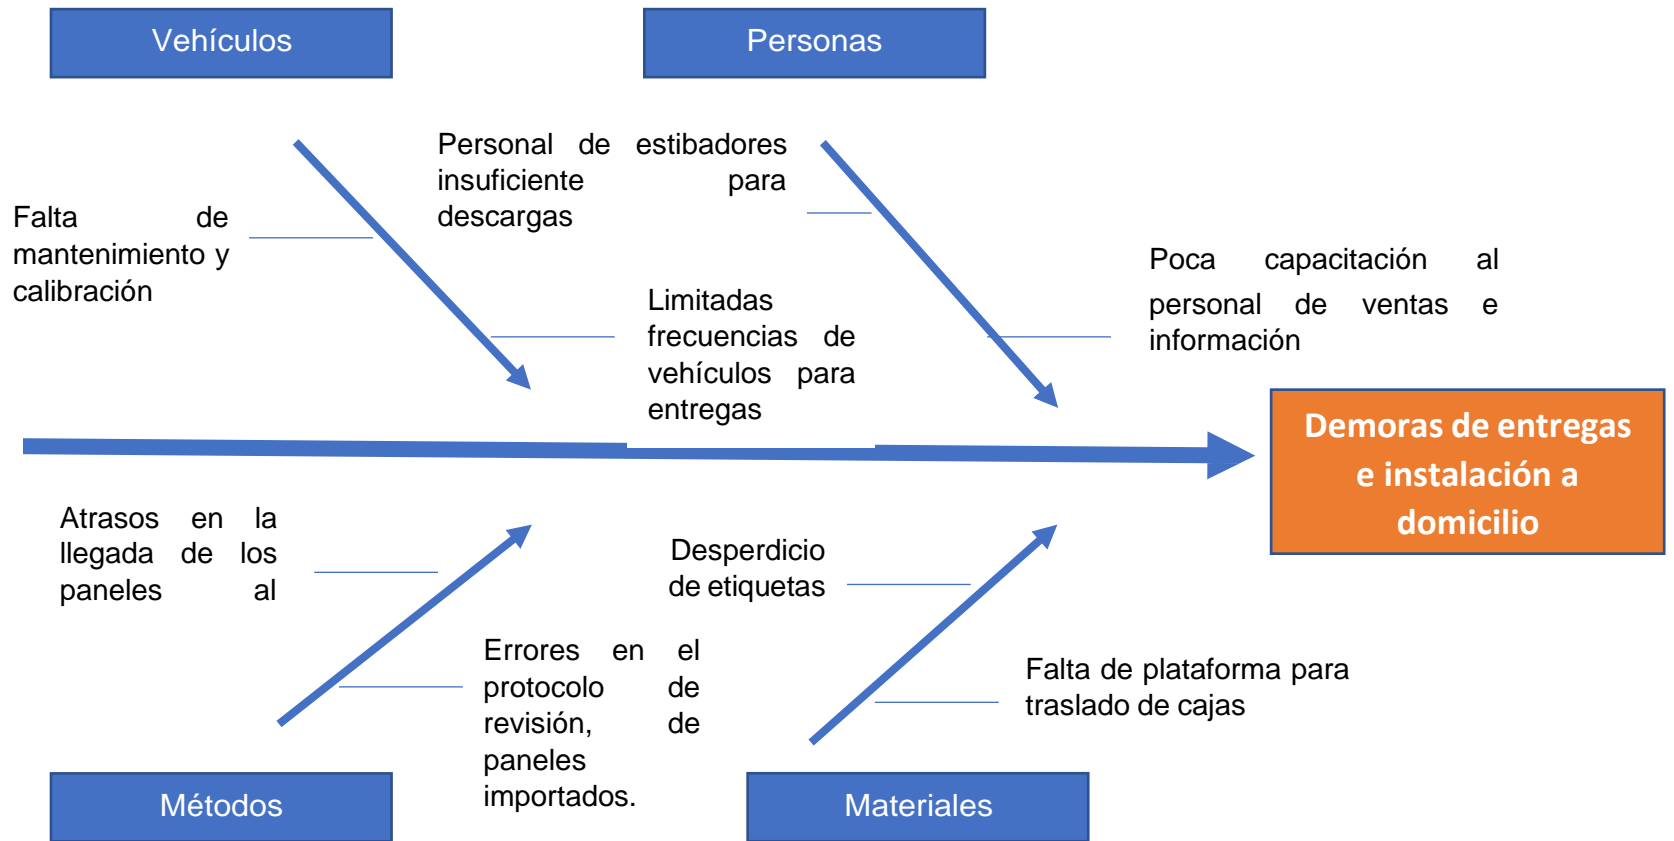 Vehículos
Personas
Personal de estibadores
insuficiente para
descargas
Falta de
mantenimiento y
calibración
Limitadas
frecuencias de
vehículos para
entregas
Poca capacitación al
personal de ventas e
información
Demoras de entregas
e instalación a
domicilio
Atrasos en la
llegada de los
paneles al
Desperdicio
de etiquetas
Errores en el
protocolo de
revisión, de
paneles
importados.
Falta de plataforma para
traslado de cajas
Métodos
Materiales